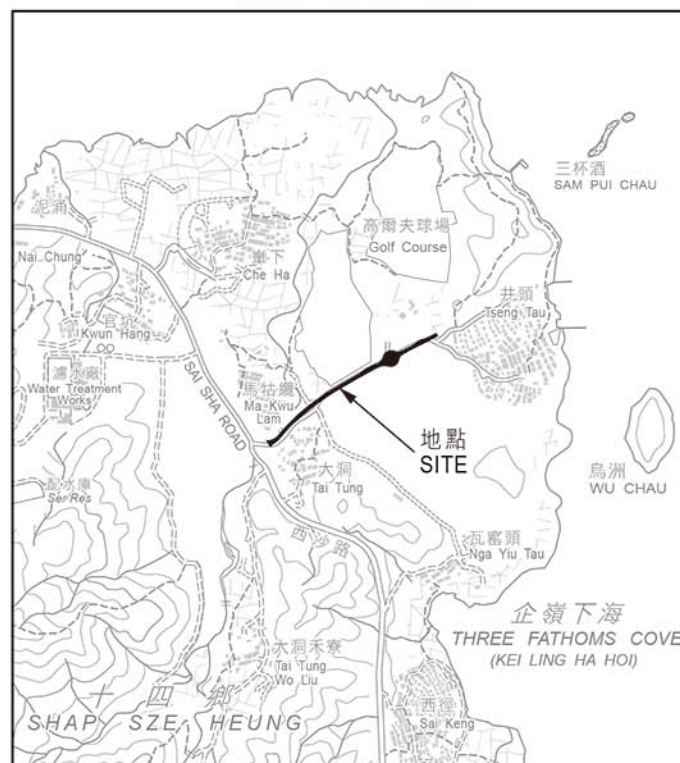 三杯酒
SAM PUI CHAU
泥涌
Nai Chung
高爾夫球場
Golf Course
輋下
Che Ha
井頭
Tseng Tau
官坑
Kwun Hang
濾水廠
Water Treatment
Works
SAI SHA ROAD
馬牯纜
Ma Kwu
Lam
地點
SITE
烏洲
WU CHAU
配水庫
Ser Res
大洞
Tai Tung
西沙路
瓦窰頭
Nga Yiu Tau
企嶺下海
THREE FATHOMS COVE
(KEI LING HA HOI)
大洞禾寮
Tai Tung
Wo Liu
十四鄉
SHAP SZE HEUNG
西徑
Sai Keng